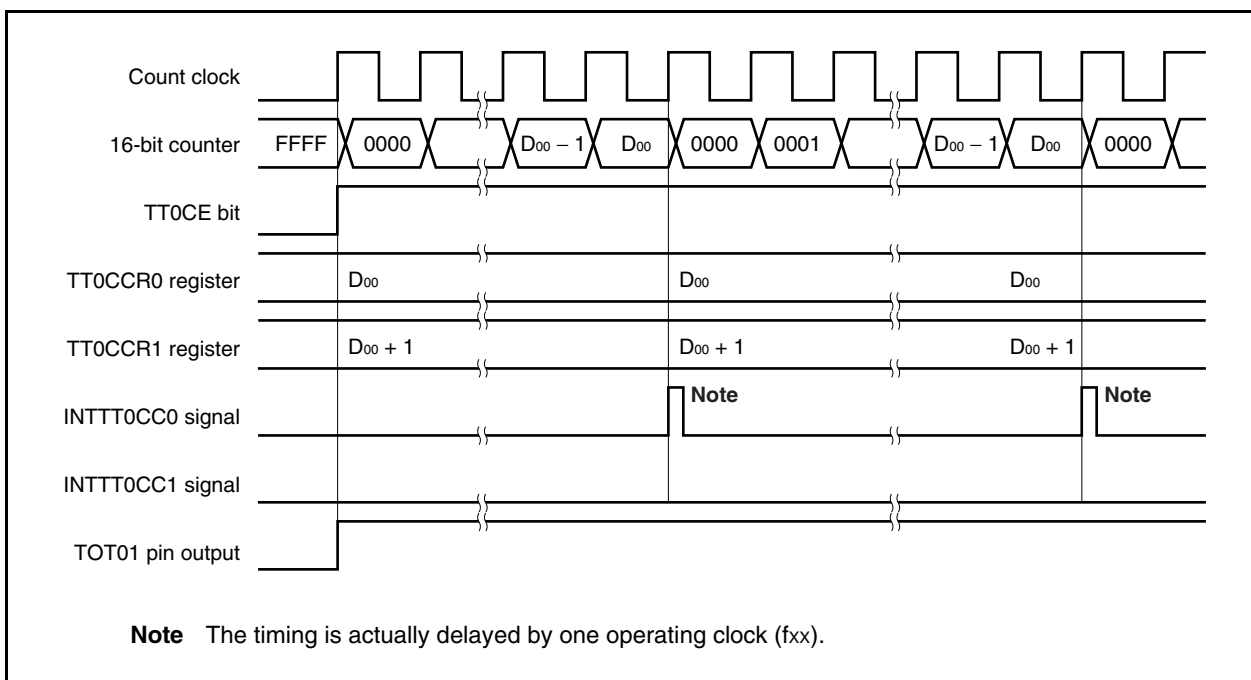 Count clock
16-bit counter FFFF 0000 D00 − 1 D00 0000 0001 D00 − 1 D00 0000
TT0CE bit
TT0CCR0 register D00 D00 D00
TT0CCR1 register D00 + 1 D00 + 1 D00 + 1
INTTT0CC0 signal Note Note
INTTT0CC1 signal
TOT01 pin output
Note The timing is actually delayed by one operating clock (fxx).